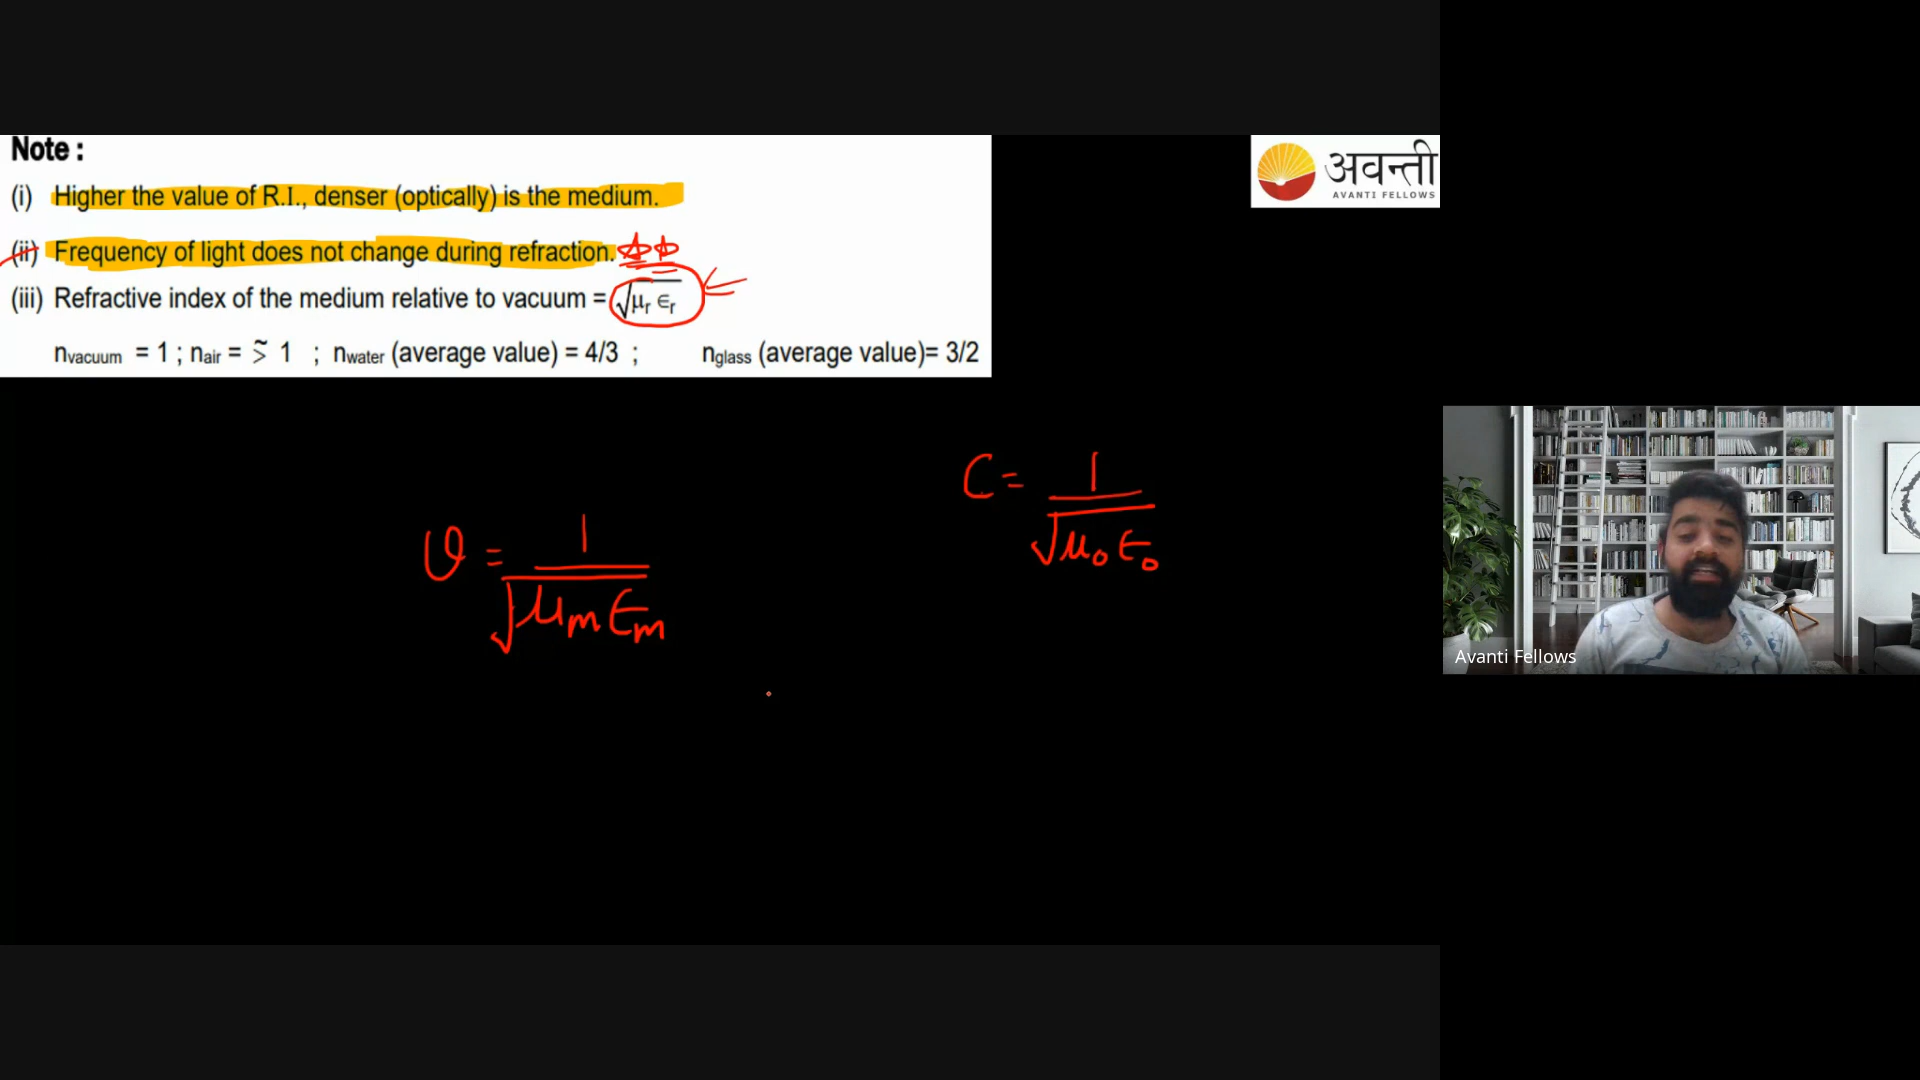 Note :
(i) Higher the value of R.I., denser (optically) is the medium.
(ii) Frequency of light does not change during refraction.
(iii) Refractive index of the medium relative to vacuum = √μr ∈r
nvacuum = 1 ; nair = ~> 1 ; nwater (average value) = 4/3 ; nglass (average value)= 3/2
अवन्ती
AVANTI FELLOWS
C = 1/√μ0 ε0
v = 1/√μm εm
Avanti Fellows